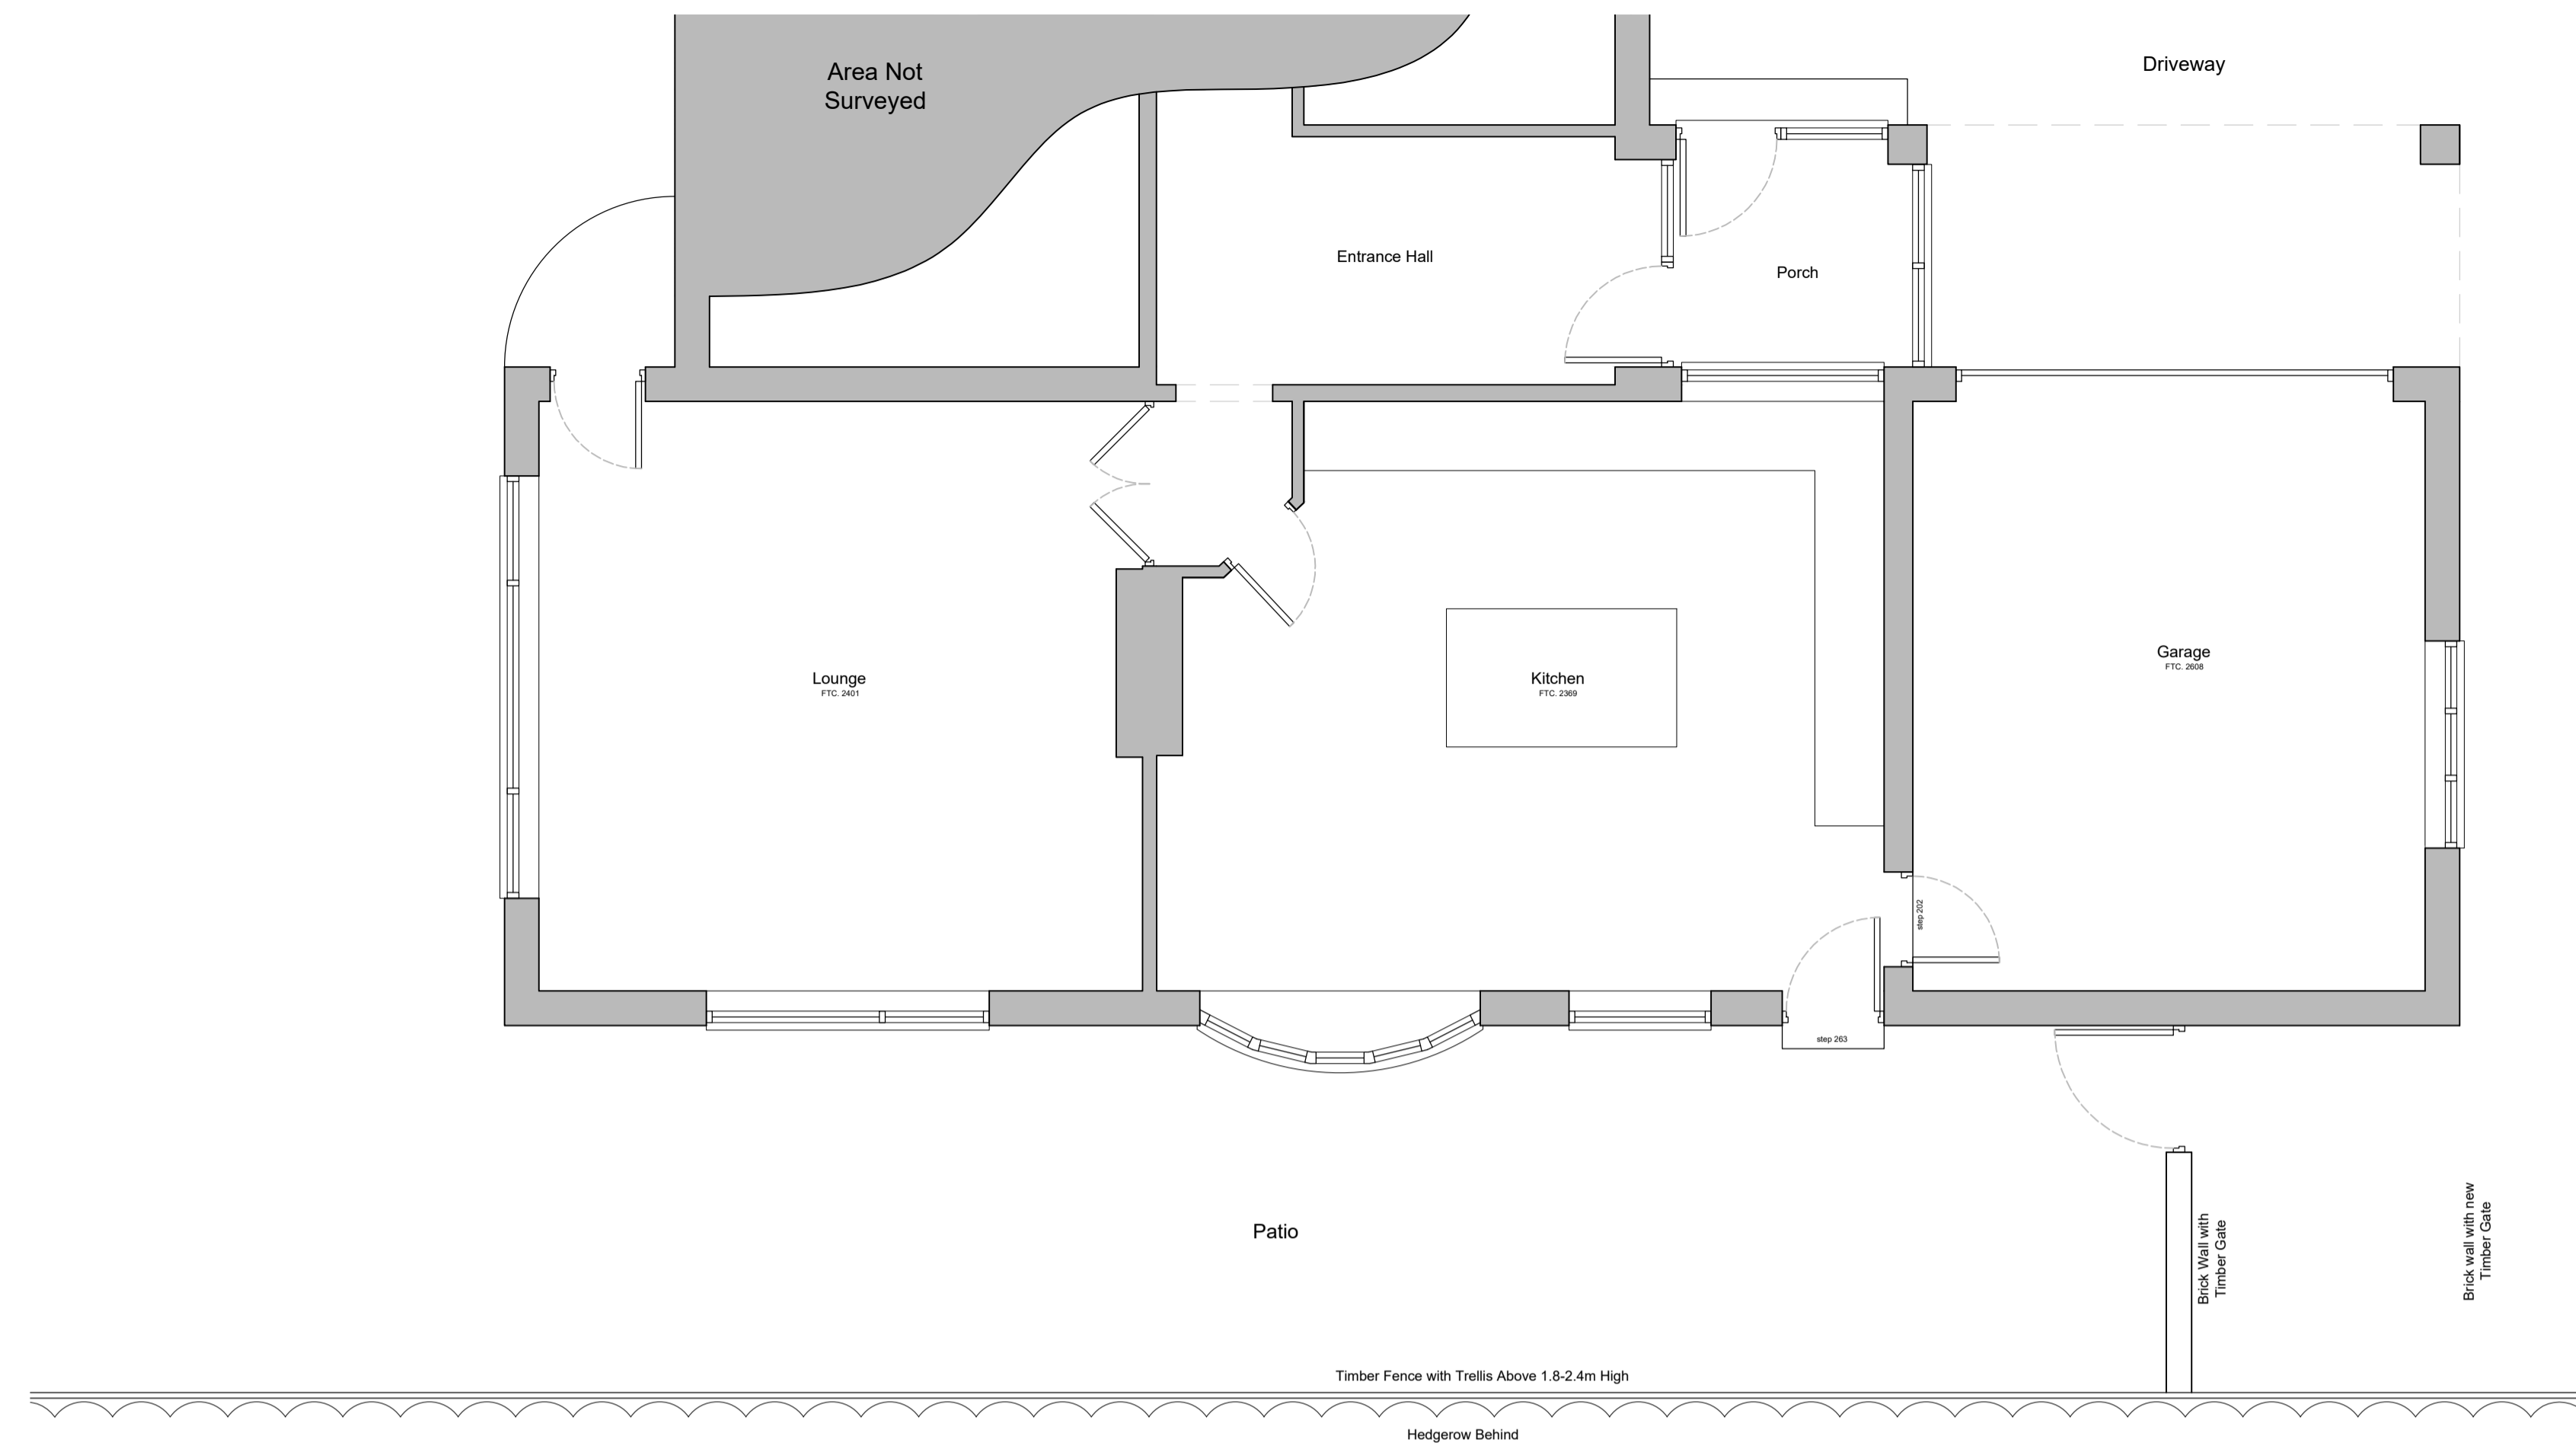 Driveway
Area Not
Surveyed
Entrance Hall
Porch
Garage
FTC. 2608
Lounge
FTC. 2401
Kitchen
FTC. 2369
step 202
step 263
Patio
Brick Wall with
Timber Gate
Brick wall with new
Timber Gate
Timber Fence with Trellis Above 1.8-2.4m High
Hedgerow Behind